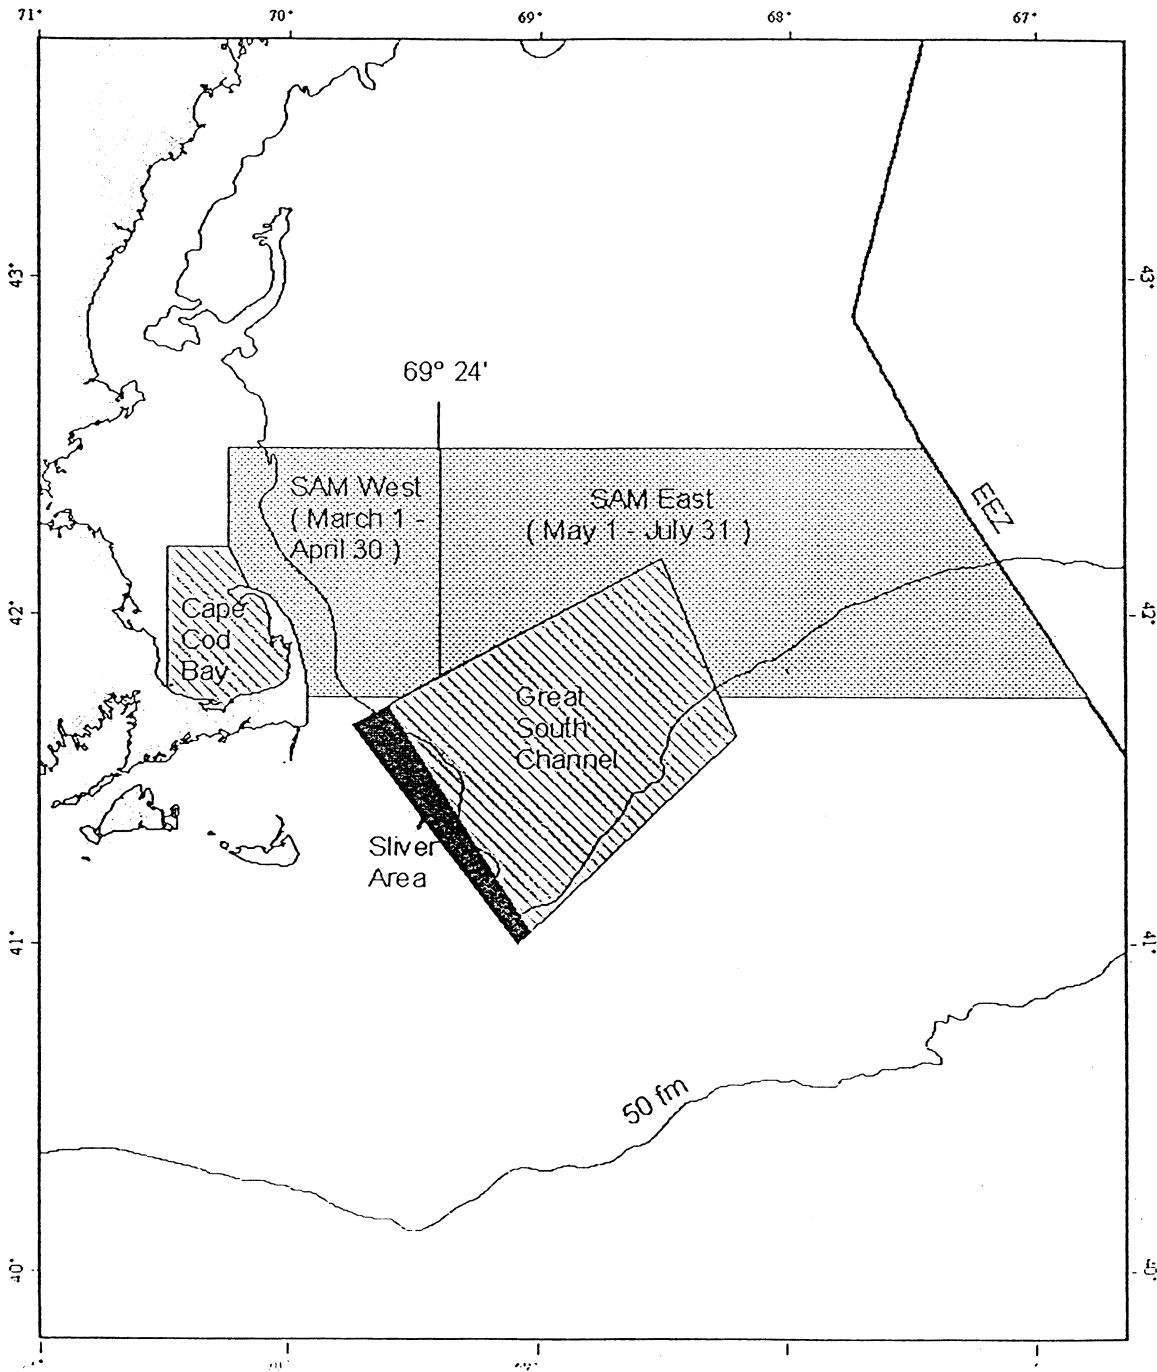 71°
70°
69°
68°
67°
43°
43°
69° 24'
SAM West
( March 1 -
April 30 )
SAM East
( May 1 - July 31 )
EEZ
42°
42°
Cape
Cod
Bay
Great
South
Channel
Sliver
Area
41°
41°
50 fm
40°
40°